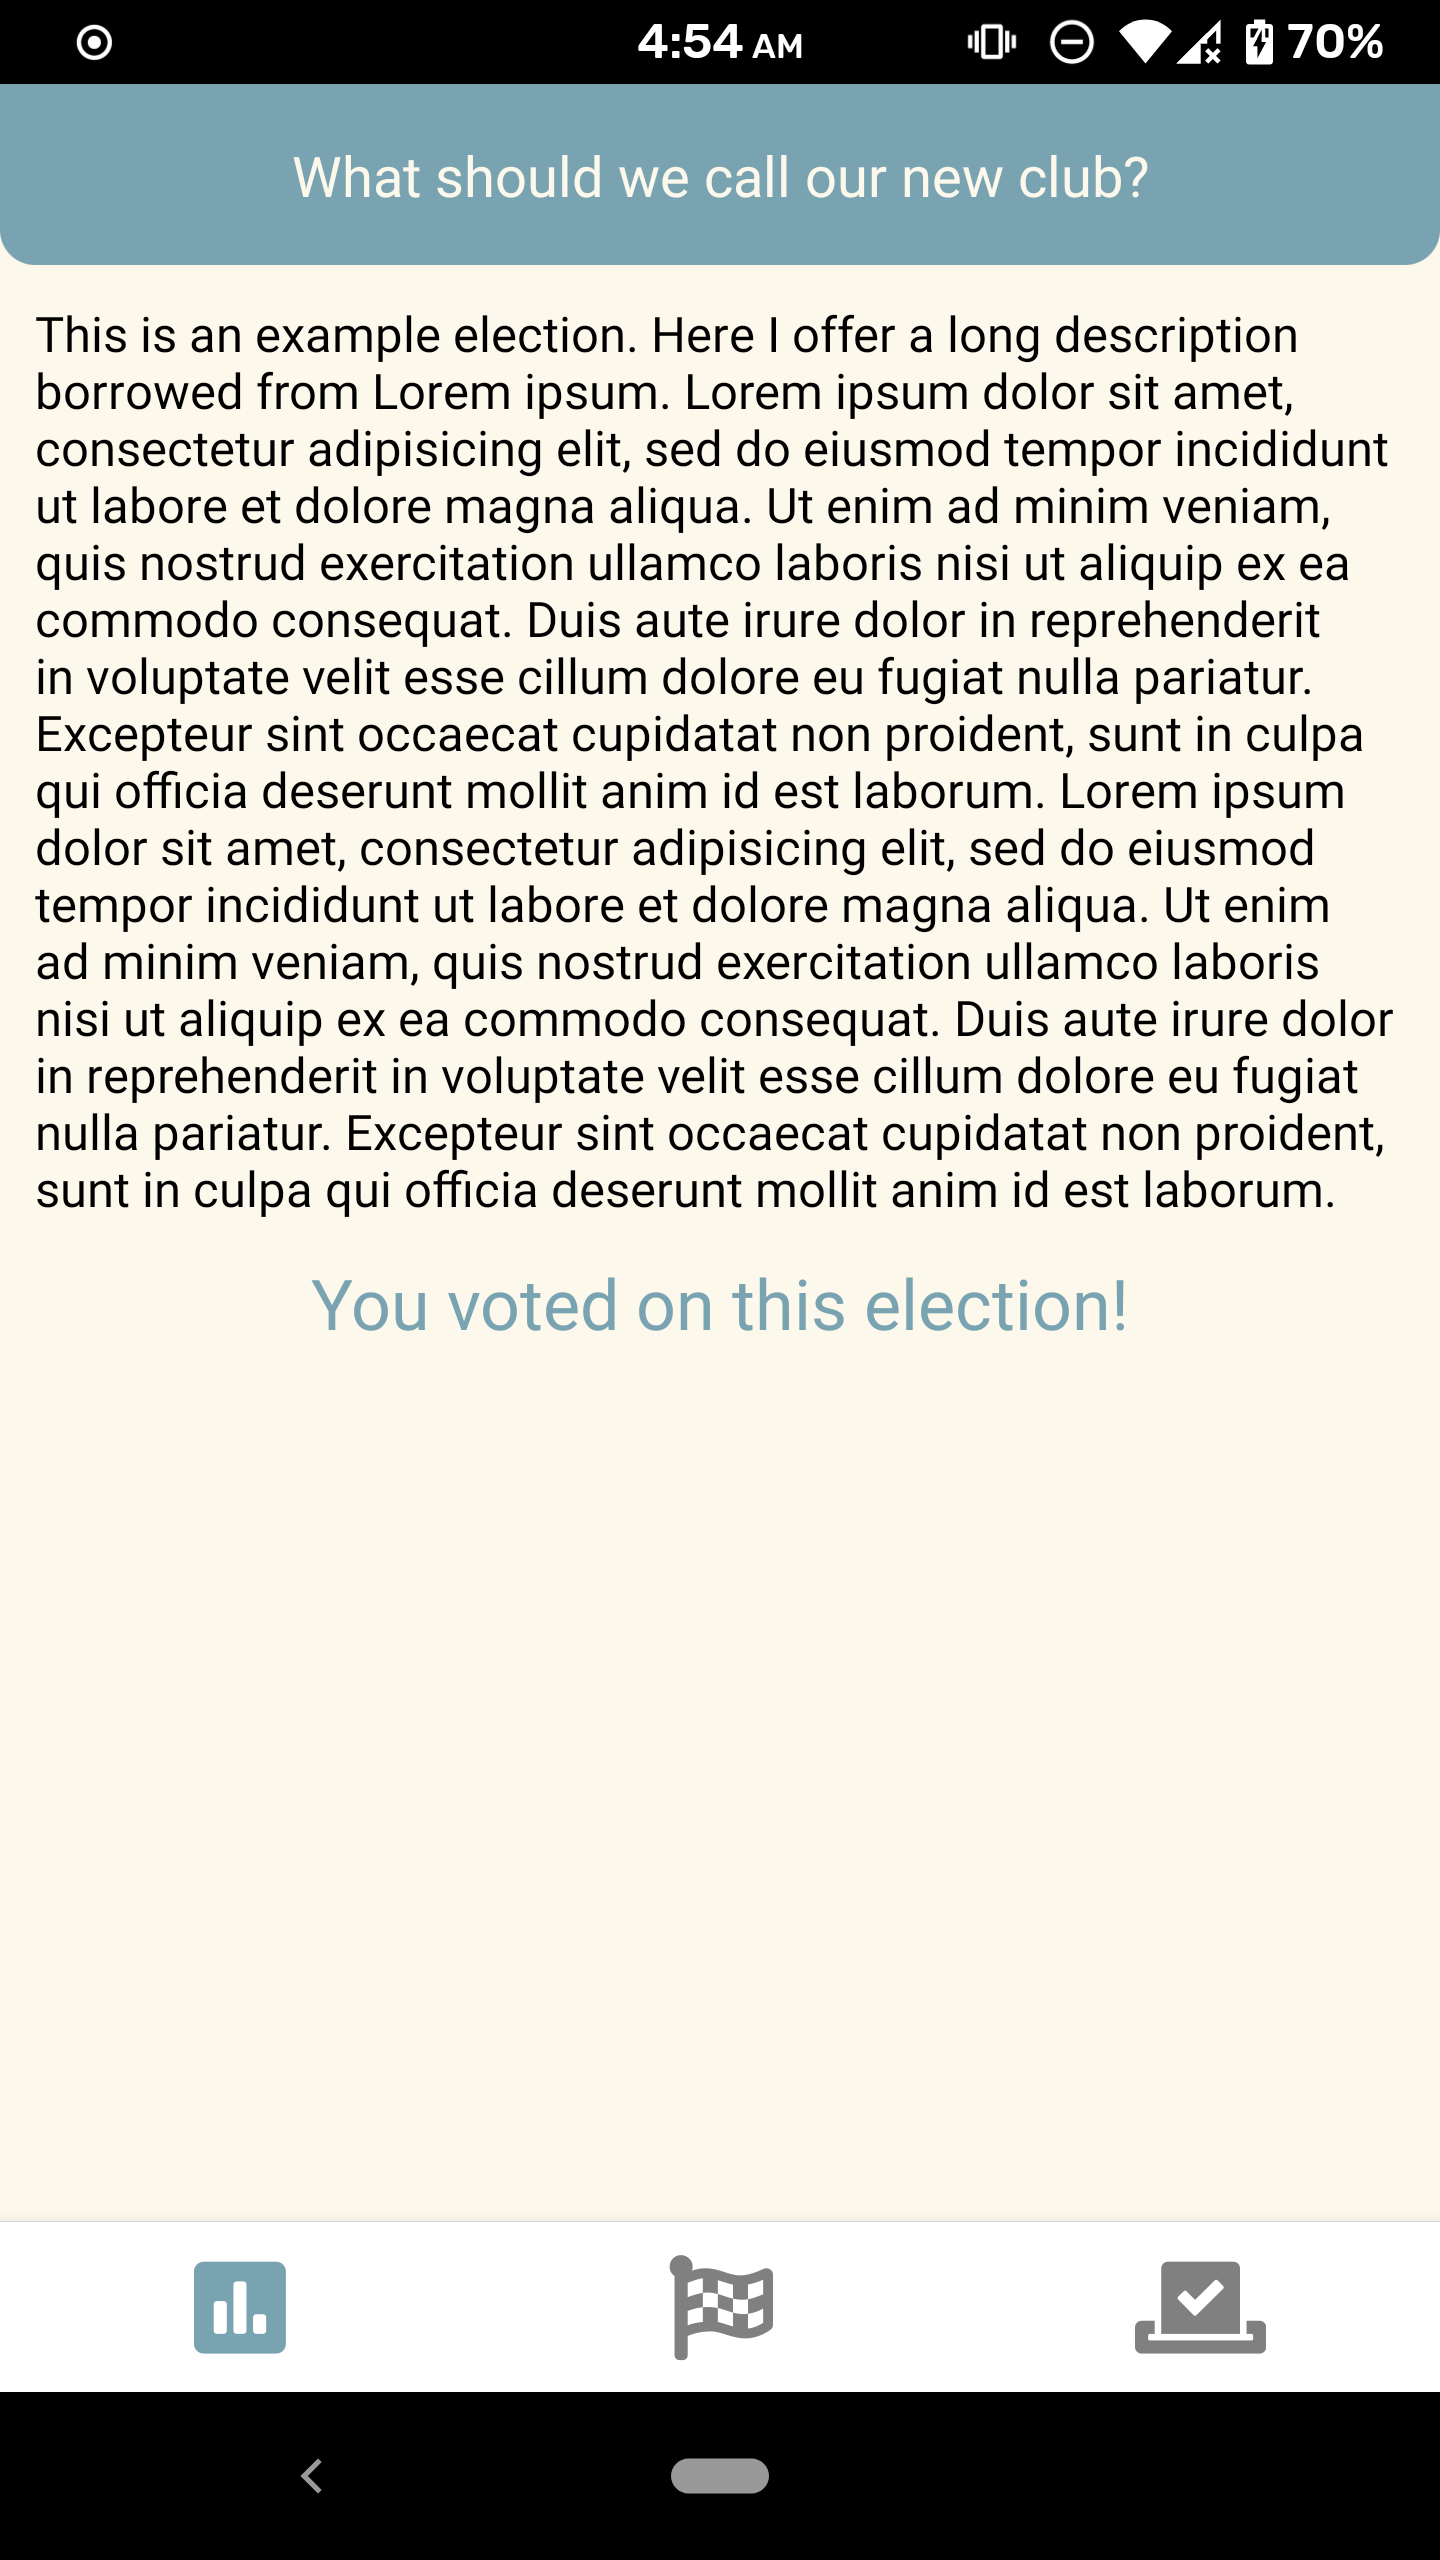 4:54 AM
70%
What should we call our new club?
This is an example election. Here I offer a long description
borrowed from Lorem ipsum. Lorem ipsum dolor sit amet,
consectetur adipisicing elit, sed do eiusmod tempor incididunt
ut labore et dolore magna aliqua. Ut enim ad minim veniam,
quis nostrud exercitation ullamco laboris nisi ut aliquip ex ea
commodo consequat. Duis aute irure dolor in reprehenderit
in voluptate velit esse cillum dolore eu fugiat nulla pariatur.
Excepteur sint occaecat cupidatat non proident, sunt in culpa
qui officia deserunt mollit anim id est laborum. Lorem ipsum
dolor sit amet, consectetur adipisicing elit, sed do eiusmod
tempor incididunt ut labore et dolore magna aliqua. Ut enim
ad minim veniam, quis nostrud exercitation ullamco laboris
nisi ut aliquip ex ea commodo consequat. Duis aute irure dolor
in reprehenderit in voluptate velit esse cillum dolore eu fugiat
nulla pariatur. Excepteur sint occaecat cupidatat non proident,
sunt in culpa qui officia deserunt mollit anim id est laborum.
You voted on this election!